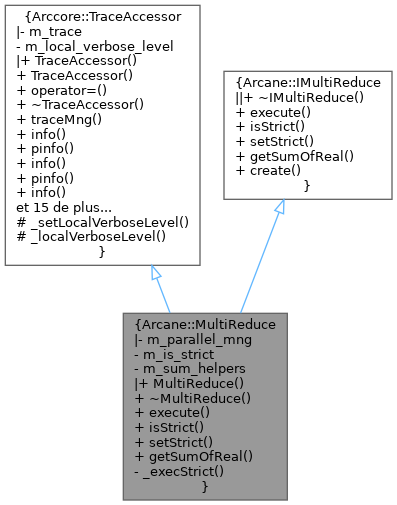 {Arccore::TraceAccessor
|- m_trace
- m_local_verbose_level
|+ TraceAccessor()
+ TraceAccessor()
+ operator=()
+ ~TraceAccessor()
+ traceMng()
+ info()
+ pinfo()
+ info()
+ pinfo()
+ info()
et 15 de plus...
# _setLocalVerboseLevel()
# _localVerboseLevel()
}
{Arcane::IMultiReduce
||+ ~IMultiReduce()
+ execute()
+ isStrict()
+ setStrict()
+ getSumOfReal()
+ create()
}
{Arcane::MultiReduce
|- m_parallel_mng
- m_is_strict
- m_sum_helpers
|+ MultiReduce()
+ ~MultiReduce()
+ execute()
+ isStrict()
+ setStrict()
+ getSumOfReal()
- _execStrict()
}